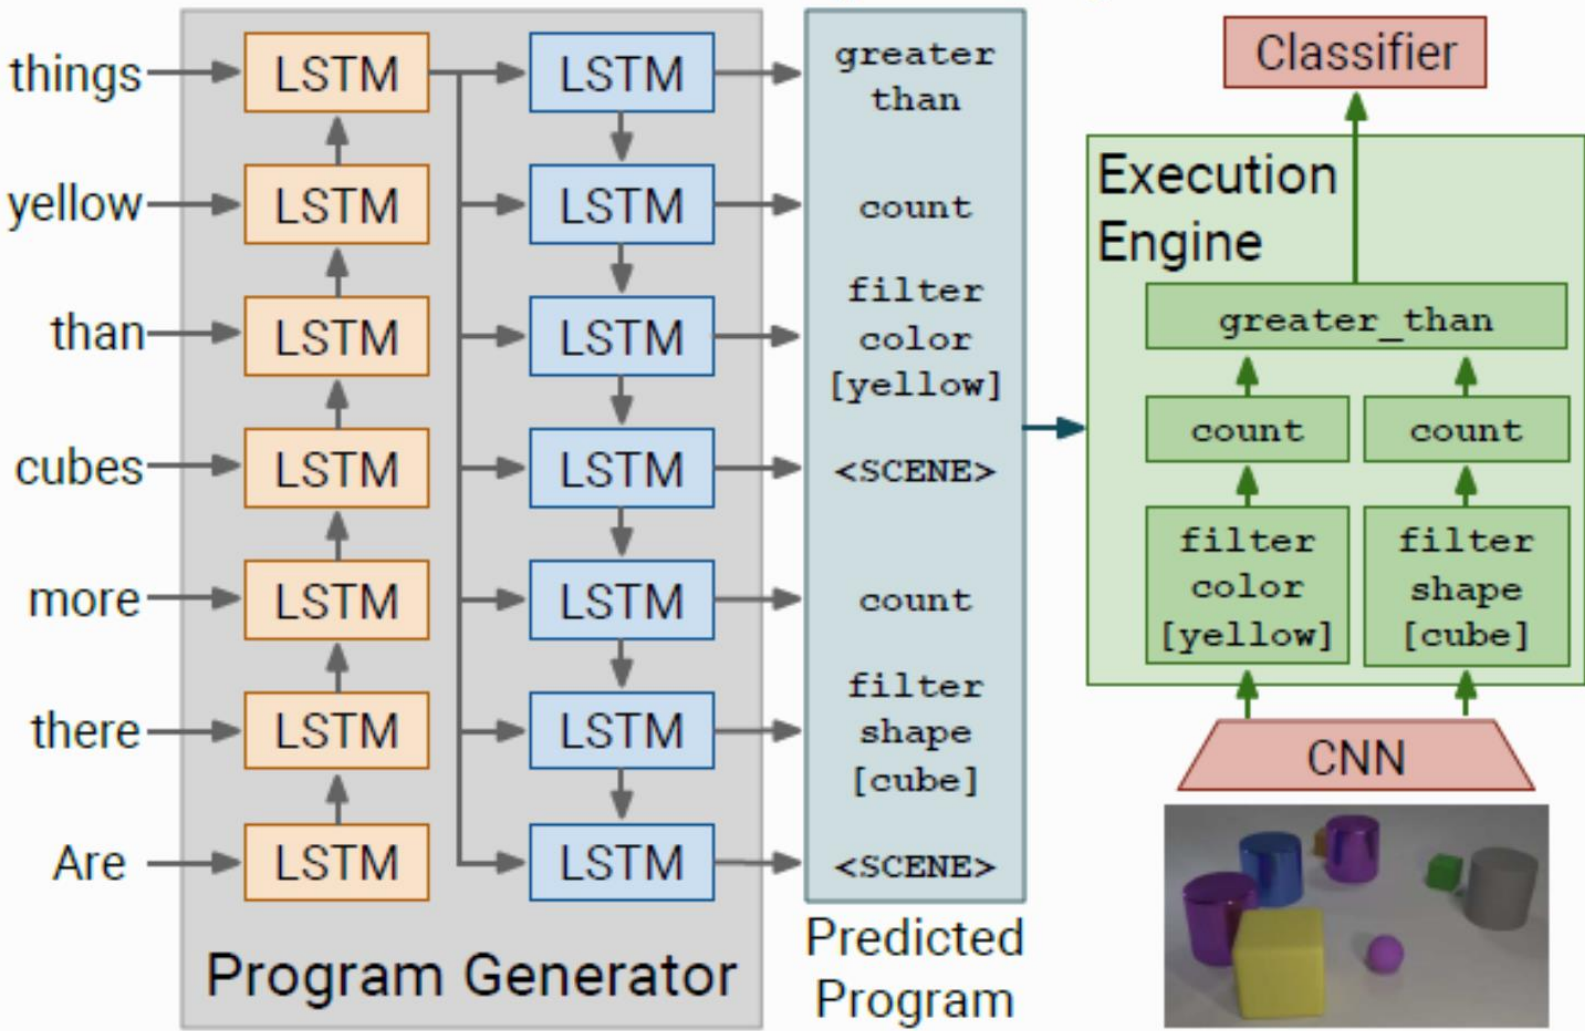 things
LSTM
LSTM
greater
than
yellow
LSTM
LSTM
count
than
LSTM
LSTM
filter
color
[yellow]
cubes
LSTM
LSTM
<SCENE>
more
LSTM
LSTM
count
there
LSTM
LSTM
filter
shape
[cube]
Are
LSTM
LSTM
<SCENE>
Program Generator
Predicted
Program
Classifier
Execution
Engine
greater_than
count
count
filter
color
[yellow]
filter
shape
[cube]
CNN